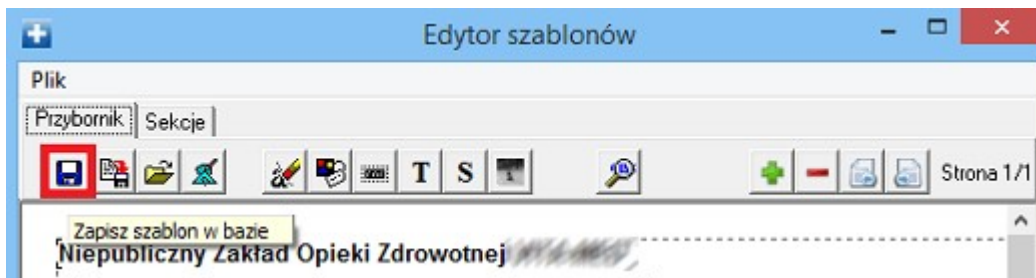 Edytor szablonów
Plik
Przybornik Sekcje
T S Strona 1/1
Zapisz szablon w bazie
Niepubliczny Zakład Opieki Zdrowotnej